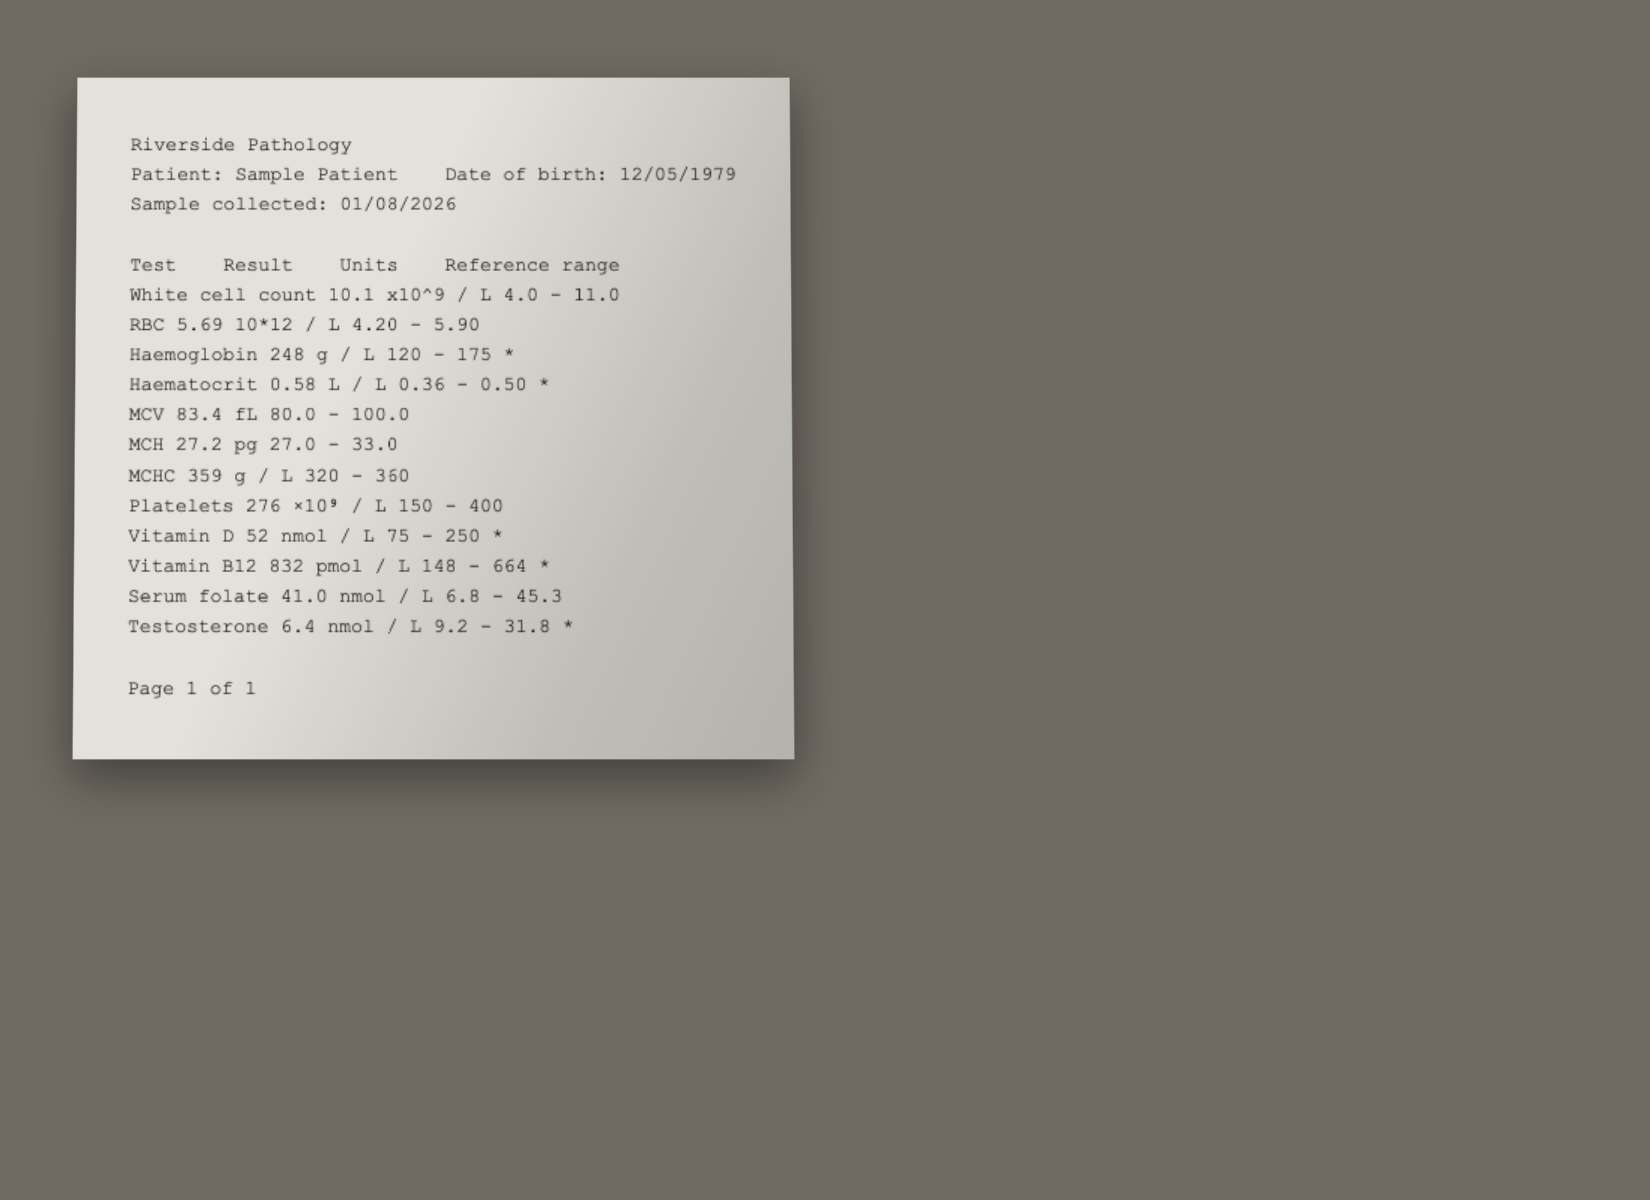 Riverside Pathology
Patient: Sample Patient    Date of birth: 12/05/1979
Sample collected: 01/08/2026
Test    Result    Units    Reference range
White cell count 10.1 x10^9 / L 4.0 - 11.0
RBC 5.69 10*12 / L 4.20 - 5.90
Haemoglobin 248 g / L 120 - 175 *
Haematocrit 0.58 L / L 0.36 - 0.50 *
MCV 83.4 fL 80.0 - 100.0
MCH 27.2 pg 27.0 - 33.0
MCHC 359 g / L 320 - 360
Platelets 276 ×10⁹ / L 150 - 400
Vitamin D 52 nmol / L 75 - 250 *
Vitamin B12 832 pmol / L 148 - 664 *
Serum folate 41.0 nmol / L 6.8 - 45.3
Testosterone 6.4 nmol / L 9.2 - 31.8 *
Page 1 of 1